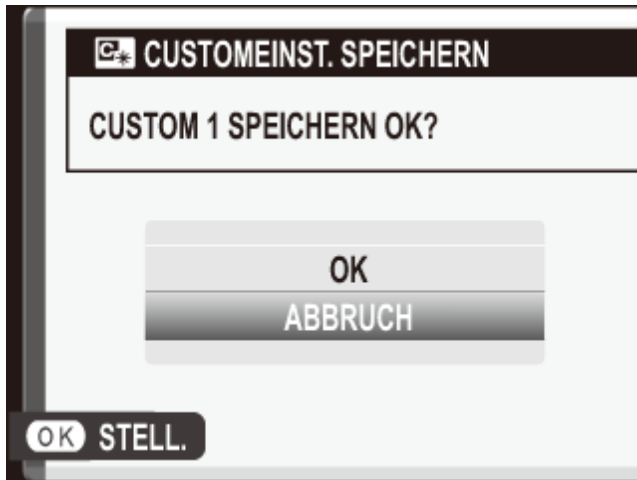 C CUSTOMEINST. SPEICHERN
CUSTOM 1 SPEICHERN OK?
OK
ABBRUCH
OK STELL.